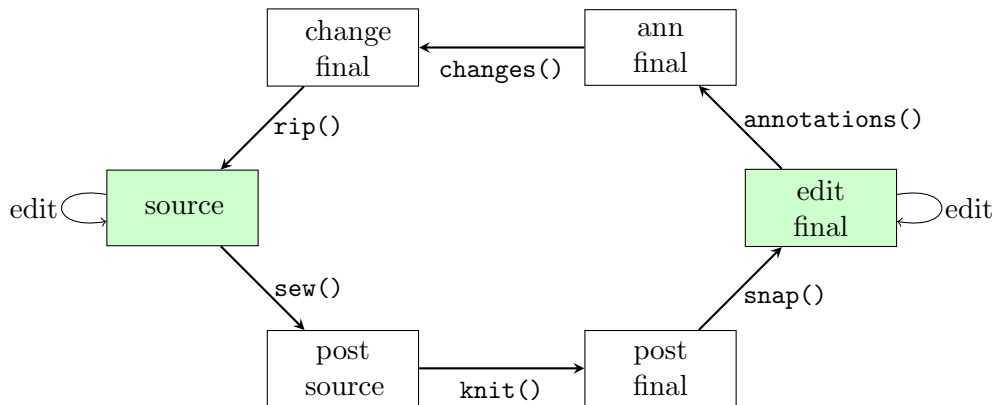 change
final
ann
final
changes()
rip()
annotations()
edit
source
edit
final
edit
sew()
snap()
post
source
knit()
post
final